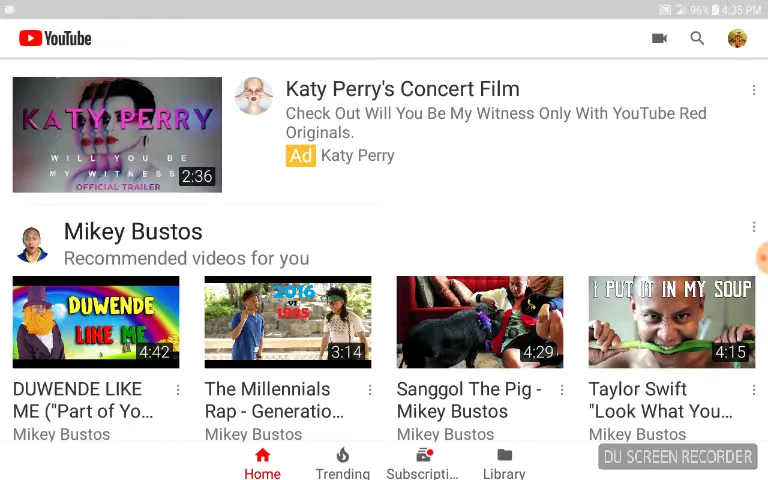 96% 4:35 PM
YouTube
KATY PERRY
WILL YOU BE
MY WITNESS
OFFICIAL TRAILER
2:36
Katy Perry's Concert Film
Check Out Will You Be My Witness Only With YouTube Red
Originals.
Ad Katy Perry
Mikey Bustos
Recommended videos for you
DUWENDE
LIKE ME
4:42
2016
VS
1985
3:14
4:29
I PUT IT IN MY SOUP
4:15
DUWENDE LIKE
ME ("Part of Yo...
Mikey Bustos
The Millennials
Rap - Generatio...
Mikey Bustos
Sanggol The Pig -
Mikey Bustos
Mikey Bustos
Taylor Swift
"Look What You...
Mikey Bustos
Home
Trending
Subscripti...
Library
DU SCREEN RECORDER